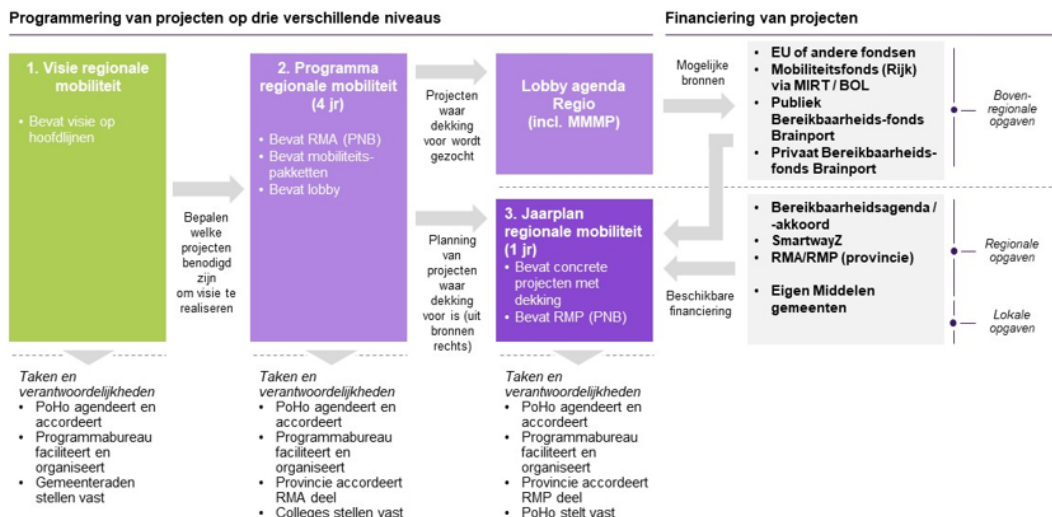 Programmering van projecten op drie verschillende niveaus
Financiering van projecten
1. Visie regionale
mobiliteit
• Bevat visie op
hoofdlijnen
Bepalen
welke
projecten
benodigd
zijn
om visie te
realiseren
2. Programma
regionale mobiliteit
(4 jr)
• Bevat RMA (PNB)
• Bevat mobiliteits-
pakketten
• Bevat lobby
Projecten
waar
dekking
voor wordt
gezocht
Planning
van
projecten
waar
dekking
voor is (uit
bronnen
rechts)
Lobby agenda
Regio
(incl. MMMP)
3. Jaarplan
regionale mobiliteit
(1 jr)
• Bevat concrete
projecten met
dekking
• Bevat RMP (PNB)
Mogelijke
bronnen
Beschikbare
financiering
• EU of andere fondsen
• Mobiliteitsfonds (Rijk)
via MIRT / BOL
• Publiek
Bereikbaarheids-fonds
Brainport
• Privaat Bereikbaarheids-
fonds Brainport
Boven-
regionale
opgaven
• Bereikbaarheidsagenda /
-akkoord
• SmartwayZ
• RMA/RMP (provincie)
• Eigen Middelen
gemeenten
Regionale
opgaven
Lokale
opgaven
Taken en
verantwoordelijkheden
• PoHo agendeert en
accordeert
• Programmabureau
faciliteert en
organiseert
• Gemeenteraden
stellen vast
Taken en
verantwoordelijkheden
• PoHo agendeert en
accordeert
• Programmabureau
faciliteert en
organiseert
• Provincie accordeert
RMA deel
• Colleges stellen vast
Taken en
verantwoordelijkheden
• PoHo agendeert en
accordeert
• Programmabureau
faciliteert en
organiseert
• Provincie accordeert
RMP deel
• PoHo stelt vast